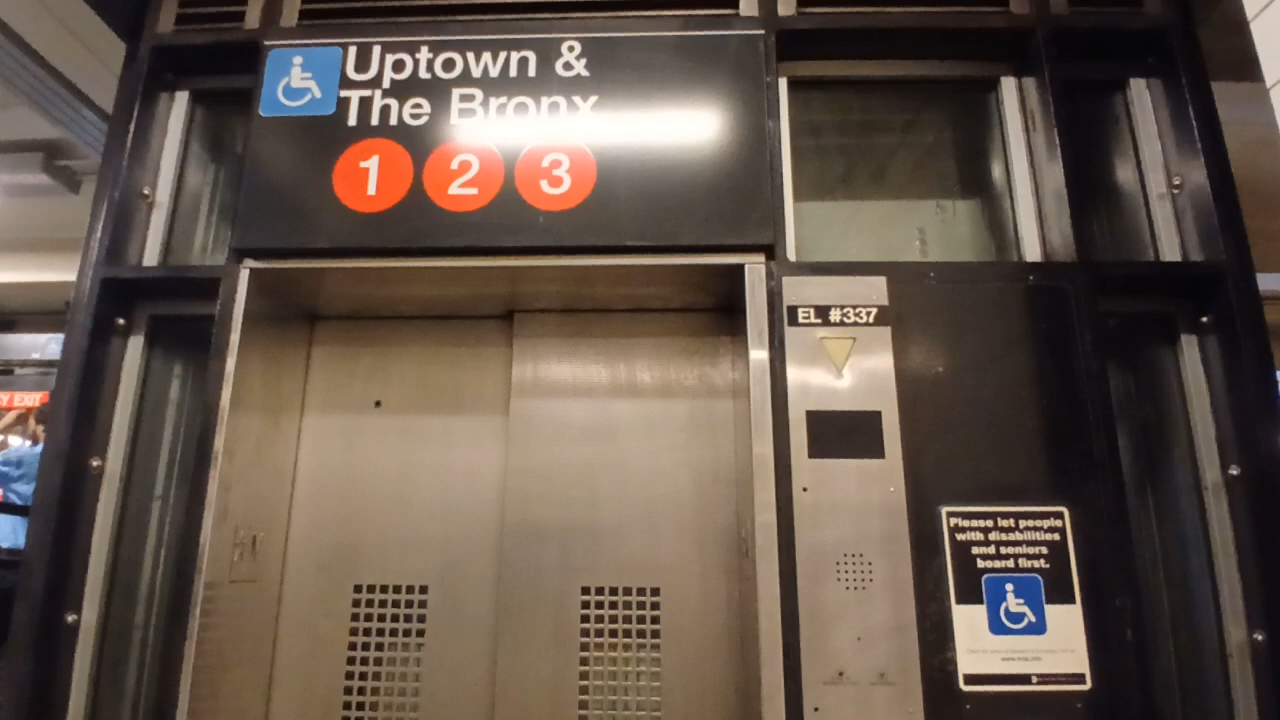 Uptown &
The Bronx
1 2 3
EL #337
Y EXIT
Please let people
with disabilities
and seniors
board first.
www.mta.info